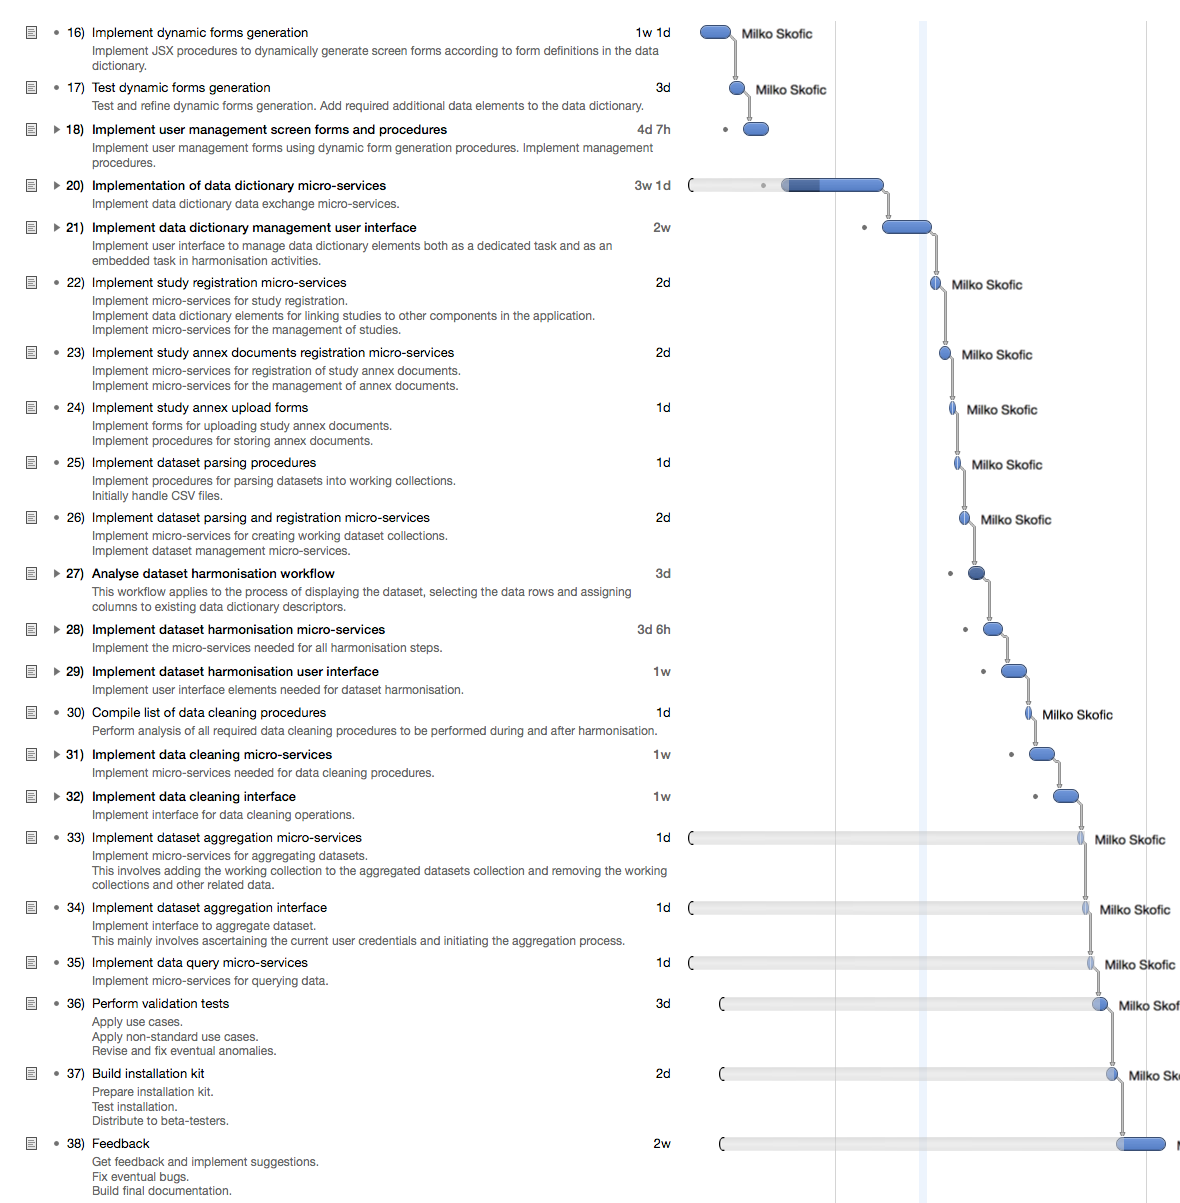 16) Implement dynamic forms generation 1w 1d Milko Skofic
Implement JSX procedures to dynamically generate screen forms according to form definitions in the data
dictionary.
17) Test dynamic forms generation 3d Milko Skofic
Test and refine dynamic forms generation. Add required additional data elements to the data dictionary.
18) Implement user management screen forms and procedures 4d 7h
Implement user management forms using dynamic form generation procedures. Implement management
procedures.
20) Implementation of data dictionary micro-services 3w 1d
Implement data dictionary data exchange micro-services.
21) Implement data dictionary management user interface 2w
Implement user interface to manage data dictionary elements both as a dedicated task and as an
embedded task in harmonisation activities.
22) Implement study registration micro-services 2d Milko Skofic
Implement micro-services for study registration.
Implement data dictionary elements for linking studies to other components in the application.
Implement micro-services for the management of studies.
23) Implement study annex documents registration micro-services 2d Milko Skofic
Implement micro-services for registration of study annex documents.
Implement micro-services for the management of annex documents.
24) Implement study annex upload forms 1d Milko Skofic
Implement forms for uploading study annex documents.
Implement procedures for storing annex documents.
25) Implement dataset parsing procedures 1d Milko Skofic
Implement procedures for parsing datasets into working collections.
Initially handle CSV files.
26) Implement dataset parsing and registration micro-services 2d Milko Skofic
Implement micro-services for creating working dataset collections.
Implement dataset management micro-services.
27) Analyse dataset harmonisation workflow 3d
This workflow applies to the process of displaying the dataset, selecting the data rows and assigning
columns to existing data dictionary descriptors.
28) Implement dataset harmonisation micro-services 3d 6h
Implement the micro-services needed for all harmonisation steps.
29) Implement dataset harmonisation user interface 1w
Implement user interface elements needed for dataset harmonisation.
30) Compile list of data cleaning procedures 1d Milko Skofic
Perform analysis of all required data cleaning procedures to be performed during and after harmonisation.
31) Implement data cleaning micro-services 1w
Implement micro-services needed for data cleaning procedures.
32) Implement data cleaning interface 1w
Implement interface for data cleaning operations.
33) Implement dataset aggregation micro-services 1d Milko Skofic
Implement micro-services for aggregating datasets.
This involves adding the working collection to the aggregated datasets collection and removing the working
collections and other related data.
34) Implement dataset aggregation interface 1d Milko Skofic
Implement interface to aggregate dataset.
This mainly involves ascertaining the current user credentials and initiating the aggregation process.
35) Implement data query micro-services 1d Milko Skofic
Implement micro-services for querying data.
36) Perform validation tests 3d Milko Skof
Apply use cases.
Apply non-standard use cases.
Revise and fix eventual anomalies.
37) Build installation kit 2d Milko Sk
Prepare installation kit.
Test installation.
Distribute to beta-testers.
38) Feedback 2w
Get feedback and implement suggestions.
Fix eventual bugs.
Build final documentation.